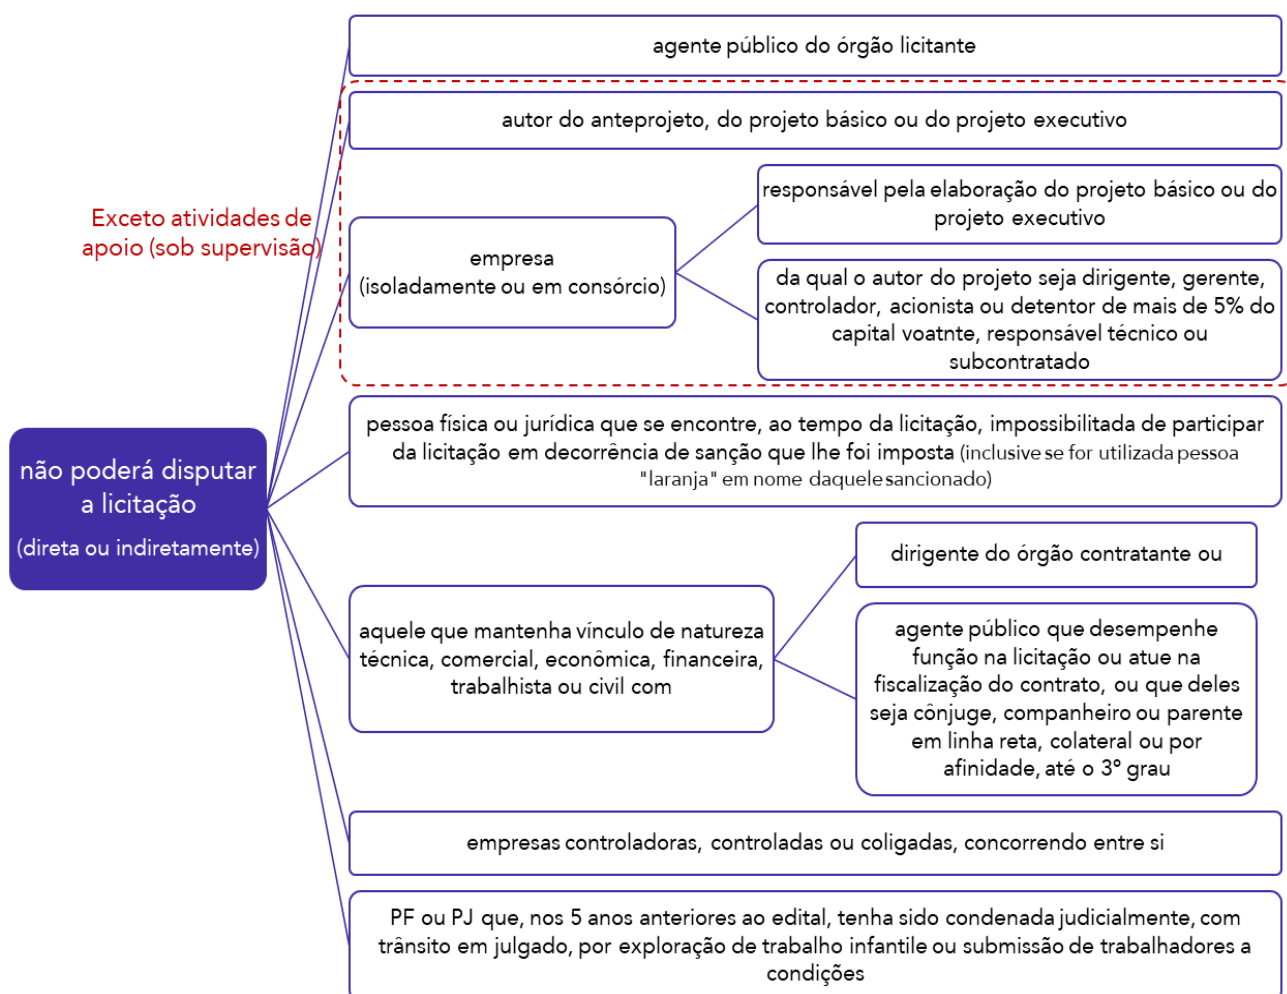 agente público do órgão licitante
autor do anteprojeto, do projeto básico ou do projeto executivo
Exceto atividades de
apoio (sob supervisão)
empresa
(isoladamente ou em consórcio)
responsável pela elaboração do projeto básico ou do
projeto executivo
da qual o autor do projeto seja dirigente, gerente,
controlador, acionista ou detentor de mais de 5% do
capital voatnte, responsável técnico ou
subcontratado
não poderá disputar
a licitação
(direta ou indiretamente)
pessoa física ou jurídica que se encontre, ao tempo da licitação, impossibilitada de participar
da licitação em decorrência de sanção que lhe foi imposta (inclusive se for utilizada pessoa
"laranja" em nome daquele sancionado)
aquele que mantenha vínculo de natureza
técnica, comercial, econômica, financeira,
trabalhista ou civil com
dirigente do órgão contratante ou
agente público que desempenhe
função na licitação ou atue na
fiscalização do contrato, ou que deles
seja cônjuge, companheiro ou parente
em linha reta, colateral ou por
afinidade, até o 3º grau
empresas controladoras, controladas ou coligadas, concorrendo entre si
PF ou PJ que, nos 5 anos anteriores ao edital, tenha sido condenada judicialmente, com
trânsito em julgado, por exploração de trabalho infantile ou submissão de trabalhadores a
condições